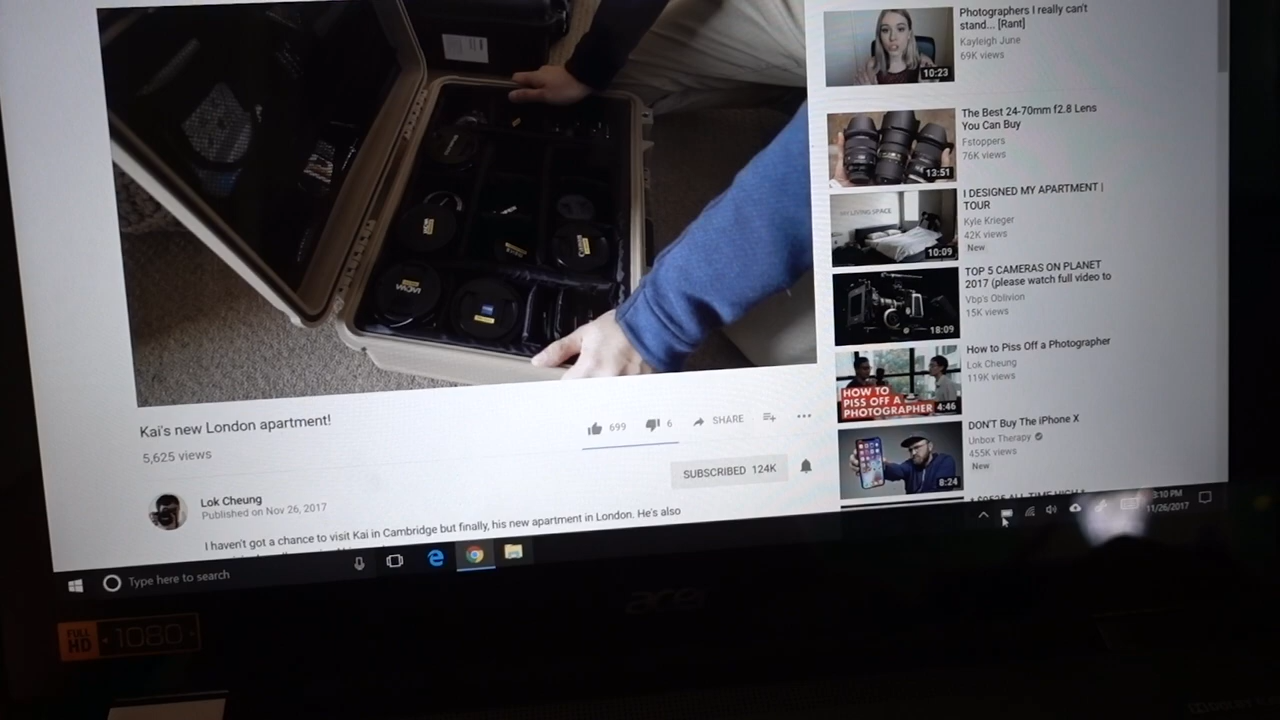 Photographers I really can't
stand... [Rant]
Kayleigh June
69K views
10:23
The Best 24-70mm f2.8 Lens
You Can Buy
Fstoppers
76K views
13:51
I DESIGNED MY APARTMENT |
TOUR
Kyle Krieger
42K views
New
MY LIVING SPACE
10:09
TOP 5 CAMERAS ON PLANET
2017 (please watch full video to
Vbp's Oblivion
15K views
18:09
How to Piss Off a Photographer
Lok Cheung
119K views
HOW TO
PISS OFF A
PHOTOGRAPHER
4:46
DON'T Buy The iPhone X
Unbox Therapy
455K views
New
8:24
Kai's new London apartment!
5,625 views
699
6
SHARE
SUBSCRIBED 124K
Lok Cheung
Published on Nov 26, 2017
I haven't got a chance to visit Kai in Cambridge but finally, his new apartment in London. He's also
Type here to search
3:10 PM
11/26/2017
acer
FULL
HD
1080